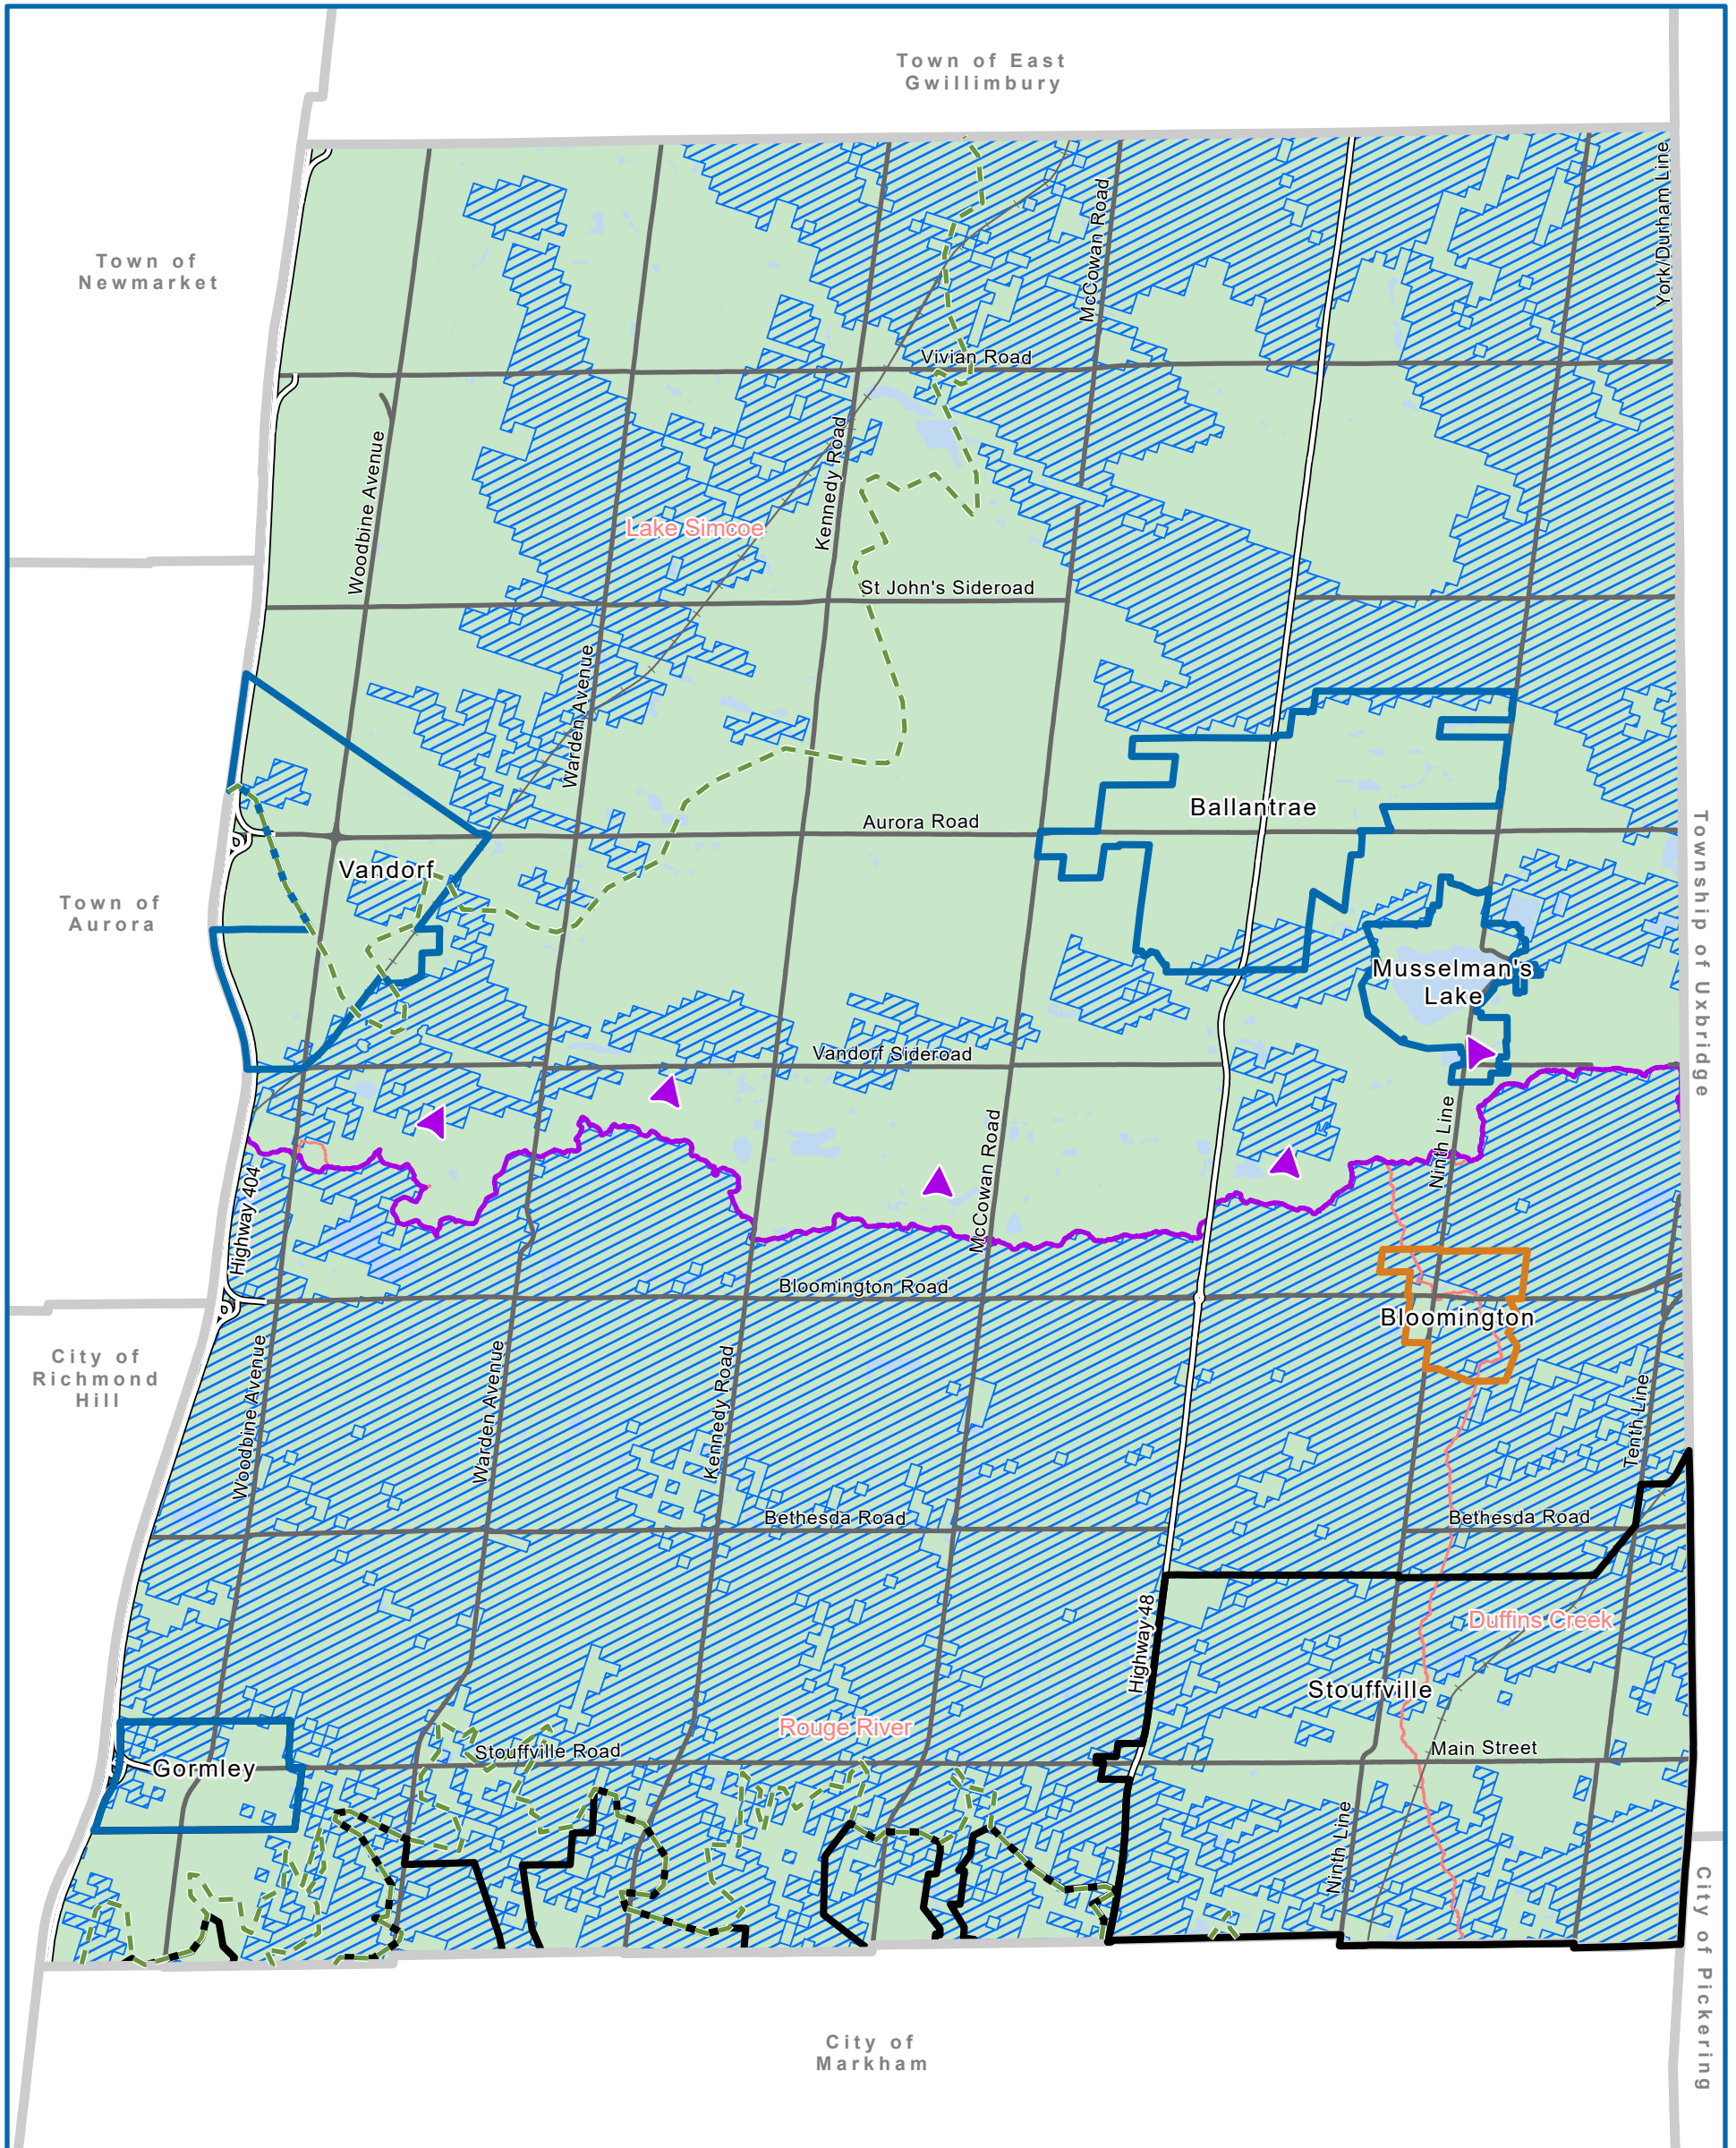 Town of East
Gwillimbury
York/Durham Line
McCowan Road
Town of
Newmarket
Vivian Road
Woodbine Avenue
Kennedy Road
Lake Simcoe
St John's Sideroad
Warden Avenue
Ballantrae
Aurora Road
Vandorf
Town of
Aurora
Township of Uxbridge
Musselman's
Lake
Vandorf Sideroad
Ninth Line
McCowan Road
Highway 404
Bloomington Road
Bloomington
City of
Richmond
Hill
Woodbine Avenue
Warden Avenue
Kennedy Road
Tenth Line
Bethesda Road
Bethesda Road
Highway 48
Duffins Creek
Stouffville
Rouge River
Stouffville Road
Main Street
Gormley
Ninth Line
City of Pickering
City of
Markham